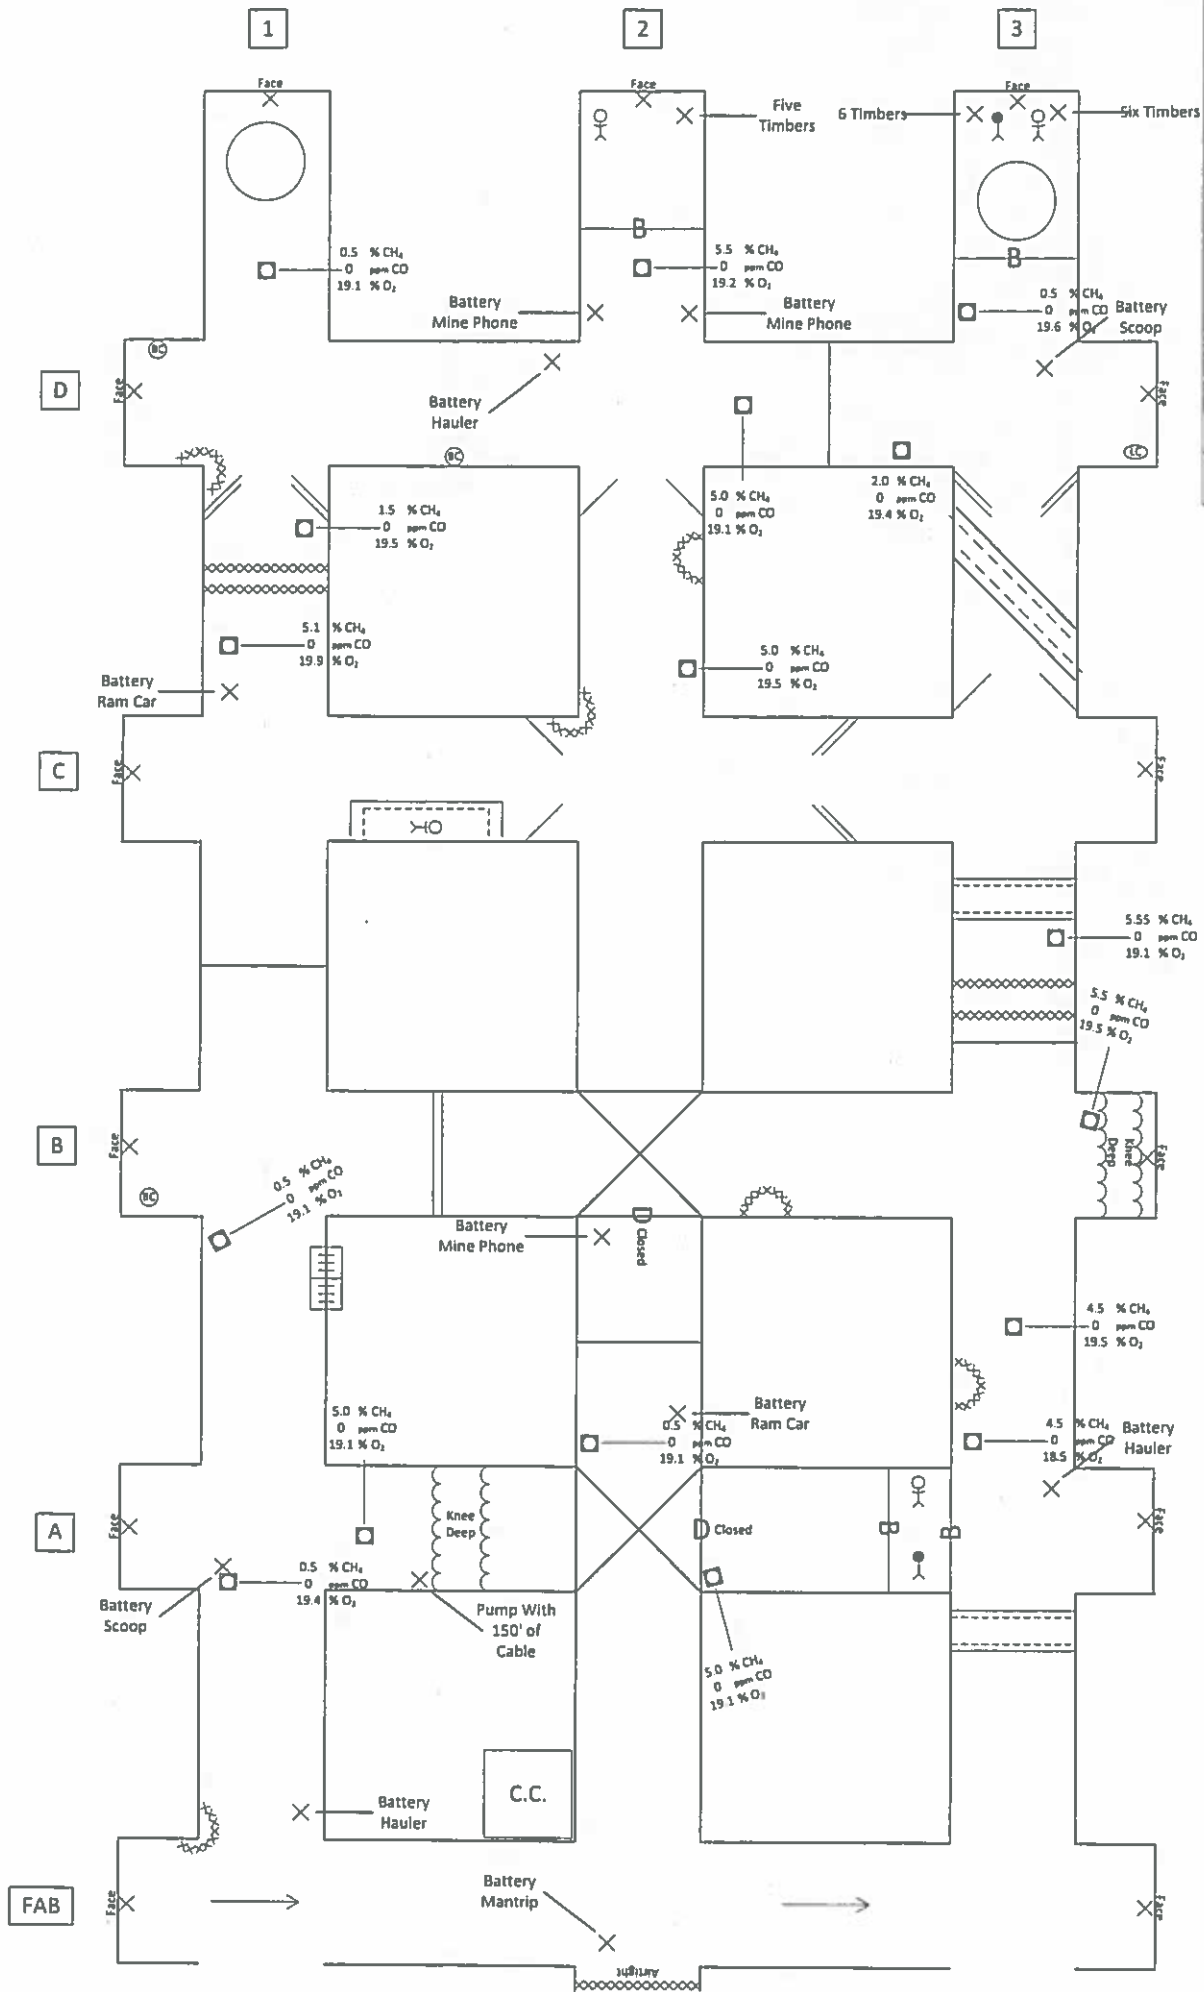 1
2
3
Face
Face
Face
Five
Timbers
6 Timbers
Six Timbers
B
B
0.5 % CH₄
0 ppm CO
19.1 % O₂
5.5 % CH₄
0 ppm CO
19.2 % O₂
0.5 % CH₄
0 ppm CO
19.6 % O₂
Battery
Mine Phone
Battery
Mine Phone
Battery
Scoop
D
Face
BC
Battery
Hauler
Face
BC
1.5 % CH₄
0 ppm CO
19.5 % O₂
5.0 % CH₄
0 ppm CO
19.1 % O₂
2.0 % CH₄
0 ppm CO
19.4 % O₂
5.1 % CH₄
0 ppm CO
19.9 % O₂
5.0 % CH₄
0 ppm CO
19.5 % O₂
Battery
Ram Car
C
Face
Face
5.55 % CH₄
0 ppm CO
19.1 % O₂
5.5 % CH₄
0 ppm CO
19.5 % O₂
B
Face
Knee
Deep
Face
BC
0.5 % CH₄
0 ppm CO
19.1 % O₂
Battery
Mine Phone
D
Closed
4.5 % CH₄
0 ppm CO
19.5 % O₂
5.0 % CH₄
0 ppm CO
19.1 % O₂
Battery
Ram Car
0.5 % CH₄
0 ppm CO
19.1 % O₂
4.5 % CH₄
0 ppm CO
18.5 % O₂
Battery
Hauler
A
Face
Knee
Deep
D Closed
B
B
Face
0.5 % CH₄
0 ppm CO
19.4 % O₂
Battery
Scoop
Pump With
150' of
Cable
5.0 % CH₄
0 ppm CO
19.1 % O₂
C.C.
Battery
Hauler
FAB
Face
Battery
Mantrip
Face
Airtight